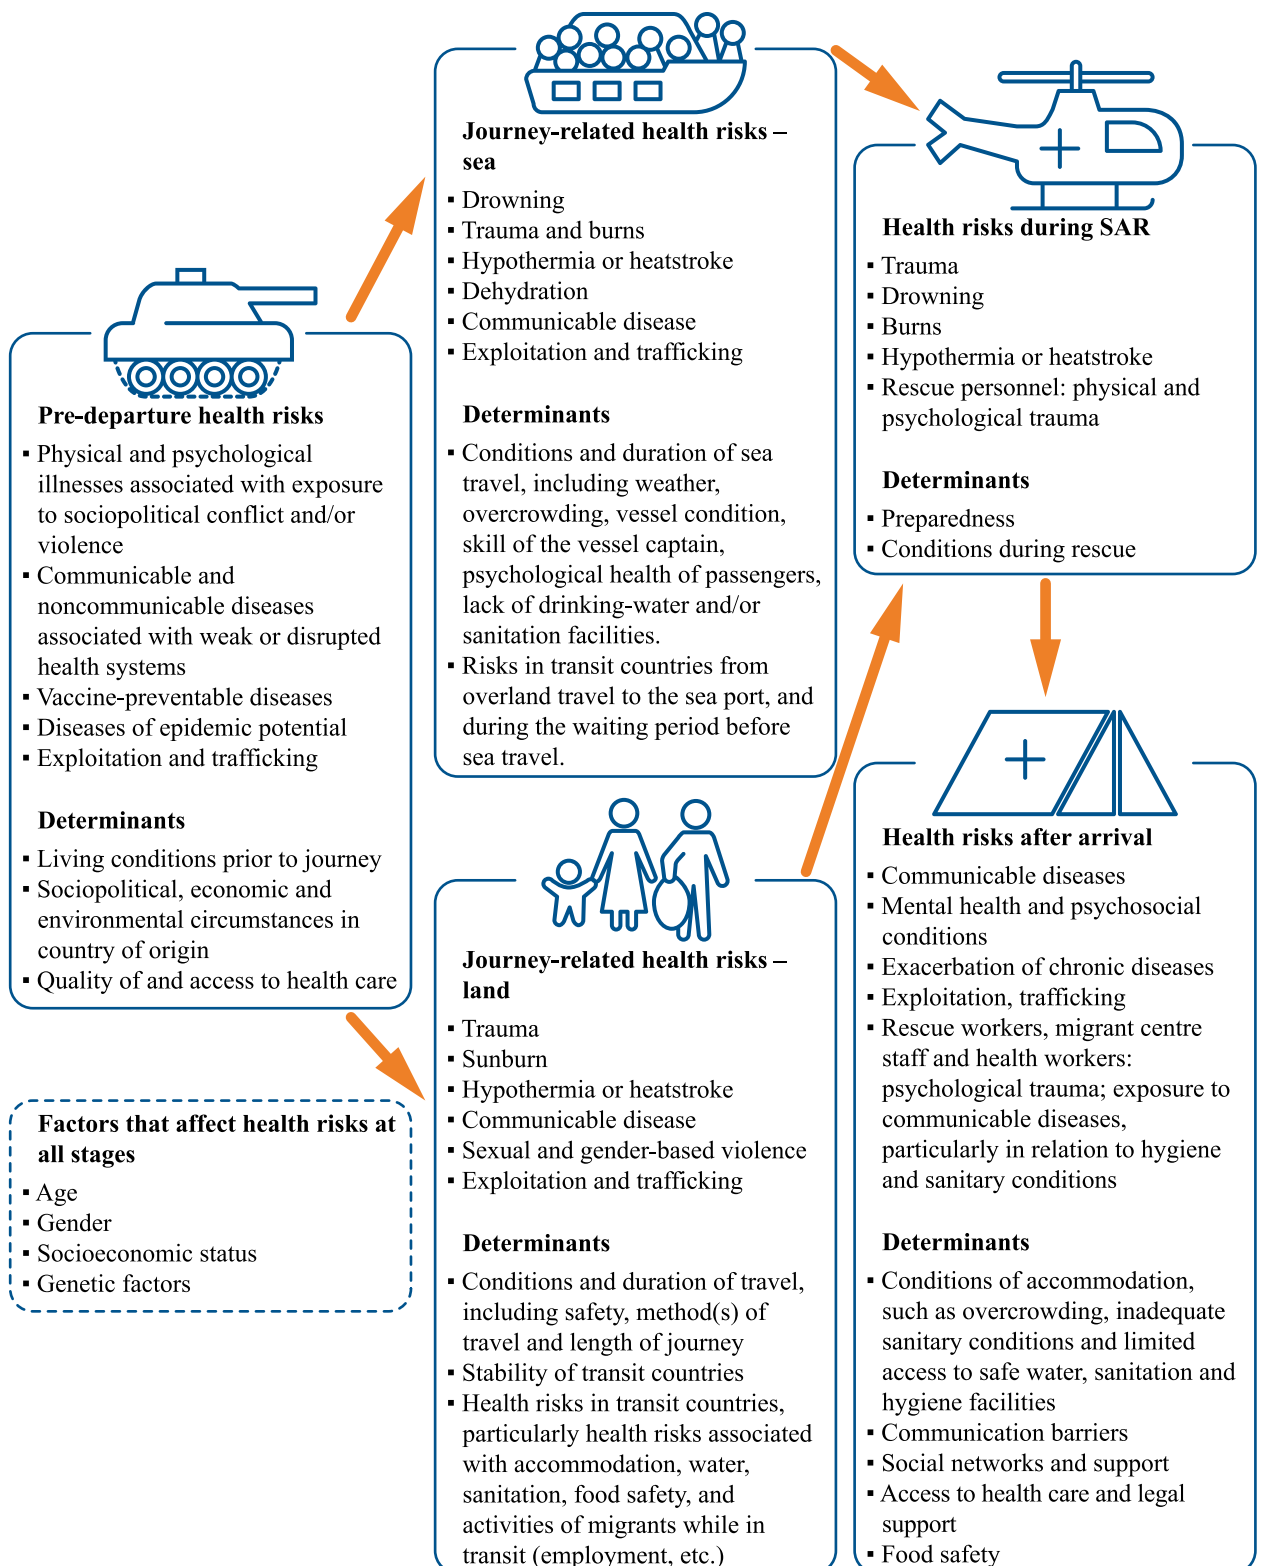 Pre-departure health risks
▪ Physical and psychological
illnesses associated with exposure
to sociopolitical conflict and/or
violence
▪ Communicable and
noncommunicable diseases
associated with weak or disrupted
health systems
▪ Vaccine-preventable diseases
▪ Diseases of epidemic potential
▪ Exploitation and trafficking
Determinants
▪ Living conditions prior to journey
▪ Sociopolitical, economic and
environmental circumstances in
country of origin
▪ Quality of and access to health care
Factors that affect health risks at
all stages
▪ Age
▪ Gender
▪ Socioeconomic status
▪ Genetic factors
Journey-related health risks –
sea
▪ Drowning
▪ Trauma and burns
▪ Hypothermia or heatstroke
▪ Dehydration
▪ Communicable disease
▪ Exploitation and trafficking
Determinants
▪ Conditions and duration of sea
travel, including weather,
overcrowding, vessel condition,
skill of the vessel captain,
psychological health of passengers,
lack of drinking-water and/or
sanitation facilities.
▪ Risks in transit countries from
overland travel to the sea port, and
during the waiting period before
sea travel.
Journey-related health risks –
land
▪ Trauma
▪ Sunburn
▪ Hypothermia or heatstroke
▪ Communicable disease
▪ Sexual and gender-based violence
▪ Exploitation and trafficking
Determinants
▪ Conditions and duration of travel,
including safety, method(s) of
travel and length of journey
▪ Stability of transit countries
▪ Health risks in transit countries,
particularly health risks associated
with accommodation, water,
sanitation, food safety, and
activities of migrants while in
transit (employment, etc.)
Health risks during SAR
▪ Trauma
▪ Drowning
▪ Burns
▪ Hypothermia or heatstroke
▪ Rescue personnel: physical and
psychological trauma
Determinants
▪ Preparedness
▪ Conditions during rescue
Health risks after arrival
▪ Communicable diseases
▪ Mental health and psychosocial
conditions
▪ Exacerbation of chronic diseases
▪ Exploitation, trafficking
▪ Rescue workers, migrant centre
staff and health workers:
psychological trauma; exposure to
communicable diseases,
particularly in relation to hygiene
and sanitary conditions
Determinants
▪ Conditions of accommodation,
such as overcrowding, inadequate
sanitary conditions and limited
access to safe water, sanitation and
hygiene facilities
▪ Communication barriers
▪ Social networks and support
▪ Access to health care and legal
support
▪ Food safety